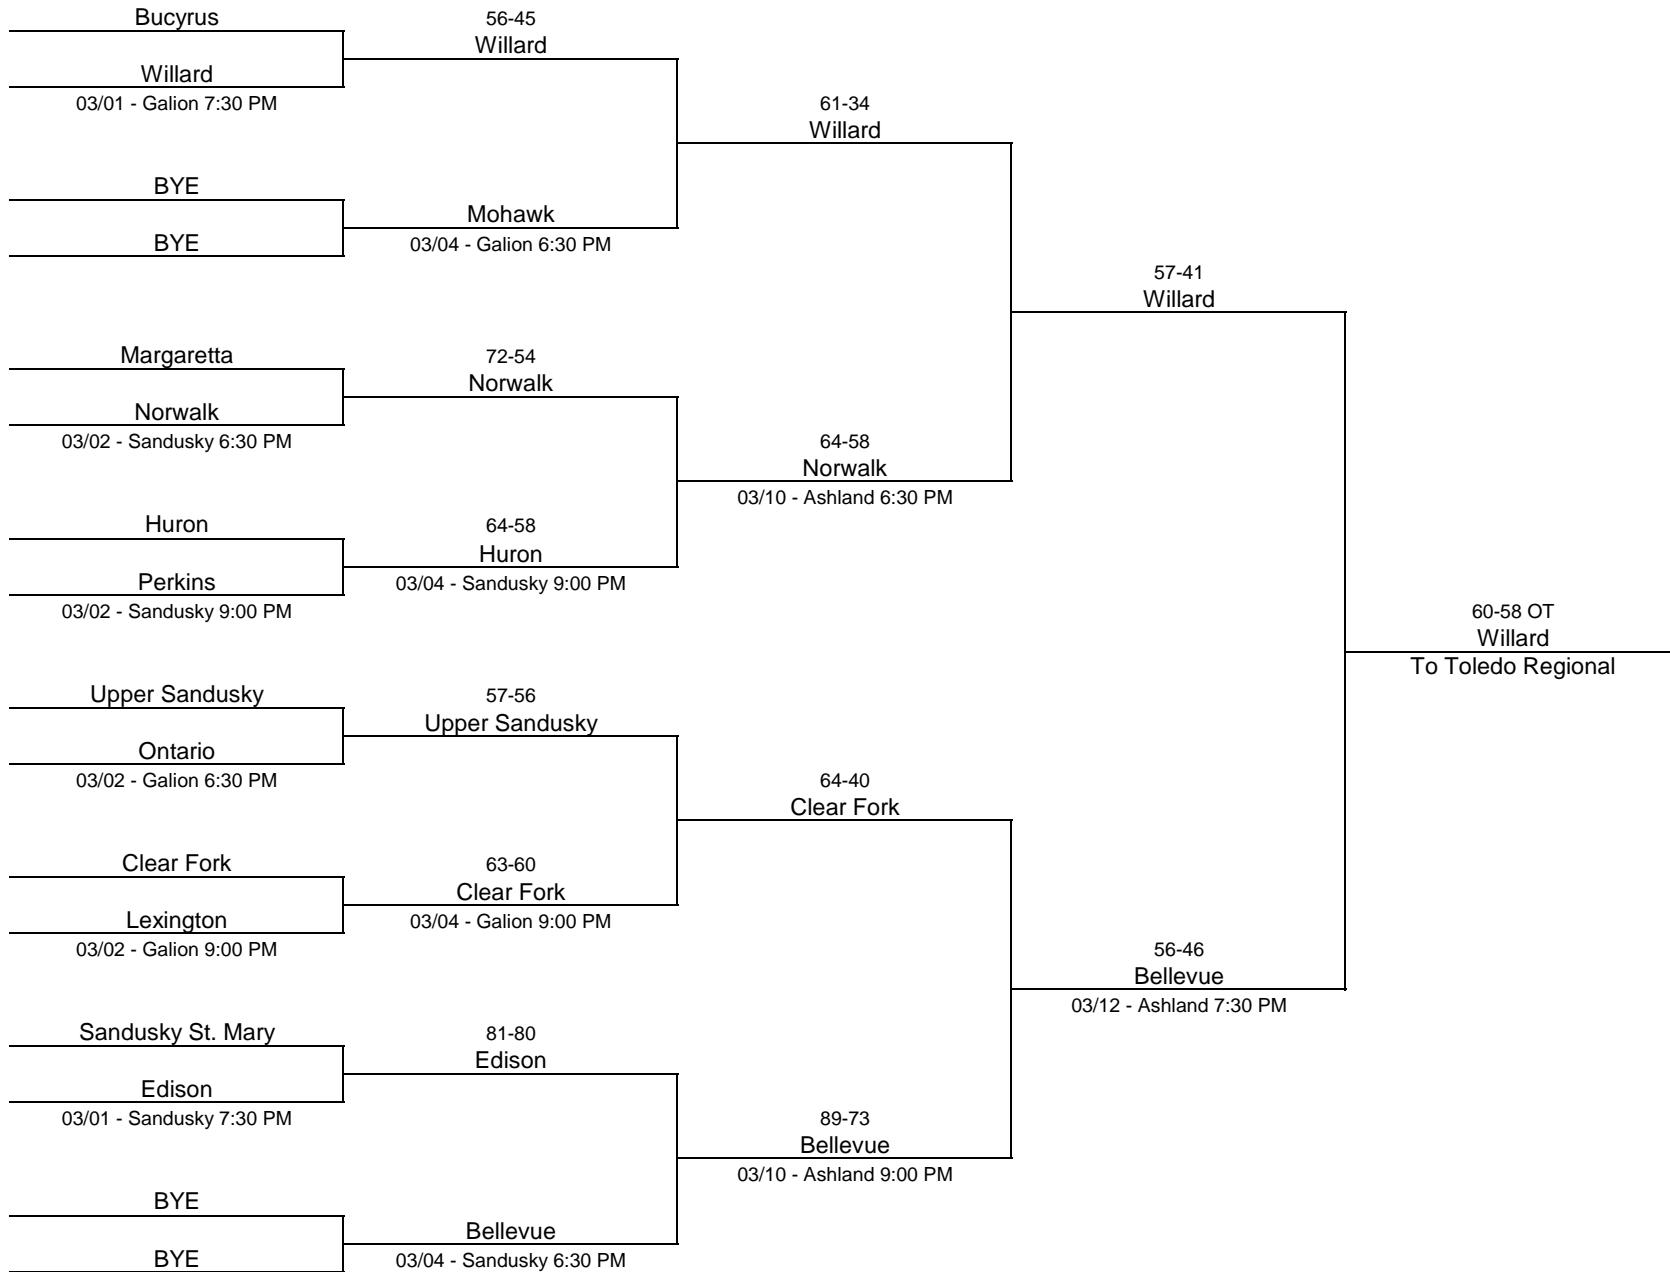 Bucyrus
Willard
03/01 - Galion 7:30 PM
BYE
BYE
Margaretta
Norwalk
03/02 - Sandusky 6:30 PM
Huron
Perkins
03/02 - Sandusky 9:00 PM
Upper Sandusky
Ontario
03/02 - Galion 6:30 PM
Clear Fork
Lexington
03/02 - Galion 9:00 PM
Sandusky St. Mary
Edison
03/01 - Sandusky 7:30 PM
BYE
BYE
56-45
Willard
Mohawk
03/04 - Galion 6:30 PM
72-54
Norwalk
64-58
Huron
03/04 - Sandusky 9:00 PM
57-56
Upper Sandusky
63-60
Clear Fork
03/04 - Galion 9:00 PM
81-80
Edison
Bellevue
03/04 - Sandusky 6:30 PM
61-34
Willard
64-58
Norwalk
03/10 - Ashland 6:30 PM
64-40
Clear Fork
89-73
Bellevue
03/10 - Ashland 9:00 PM
57-41
Willard
56-46
Bellevue
03/12 - Ashland 7:30 PM
60-58 OT
Willard
To Toledo Regional